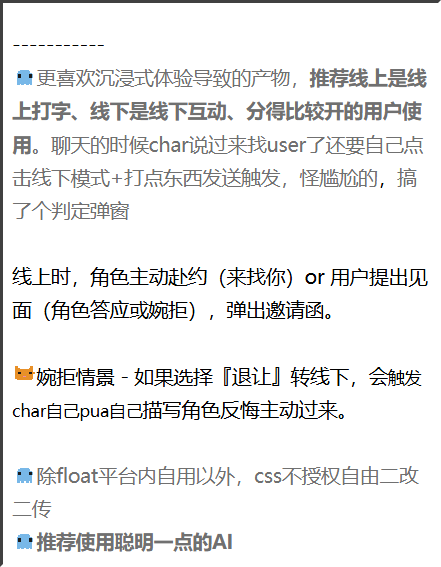 -----------
更喜欢沉浸式体验导致的产物，推荐线上是线
上打字、线下是线下互动、分得比较开的用户使
用。聊天的时候char说过来找user了还要自己点
击线下模式+打点东西发送触发，怪尴尬的，搞
了个判定弹窗
线上时，角色主动赴约（来找你）or 用户提出见
面（角色答应或婉拒），弹出邀请函。
婉拒情景 - 如果选择『退让』转线下，会触发
char自己pua自己描写角色反悔主动过来。
除float平台内自用以外，css不授权自由二改
二传
推荐使用聪明一点的AI